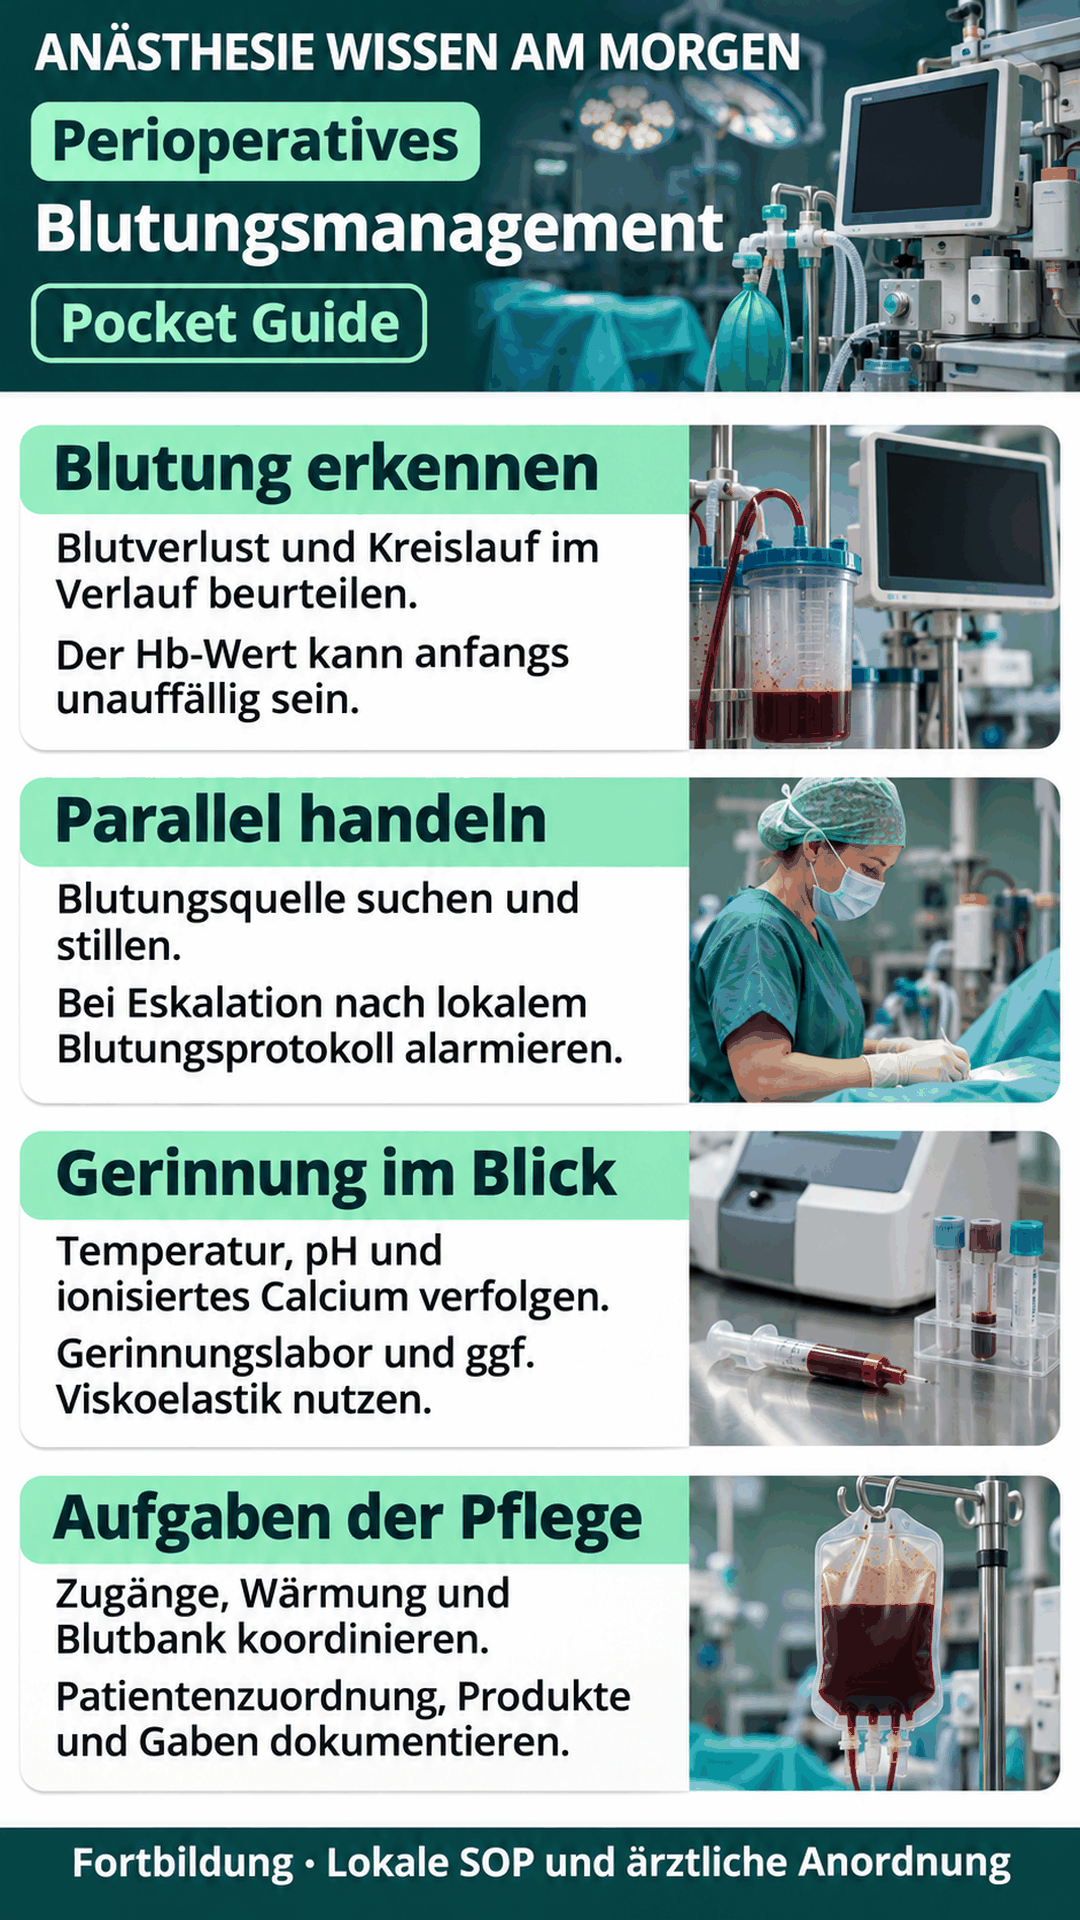 ANÄSTHESIE WISSEN AM MORGEN
Perioperatives
Blutungsmanagement
Pocket Guide
Blutung erkennen
Blutverlust und Kreislauf im
Verlauf beurteilen.
Der Hb-Wert kann anfangs
unauffällig sein.
Parallel handeln
Blutungsquelle suchen und
stillen.
Bei Eskalation nach lokalem
Blutungsprotokoll alarmieren.
Gerinnung im Blick
Temperatur, pH und
ionisiertes Calcium verfolgen.
Gerinnungslabor und ggf.
Viskoelastik nutzen.
Aufgaben der Pflege
Zugänge, Wärmung und
Blutbank koordinieren.
Patientenzuordnung, Produkte
und Gaben dokumentieren.
Fortbildung • Lokale SOP und ärztliche Anordnung